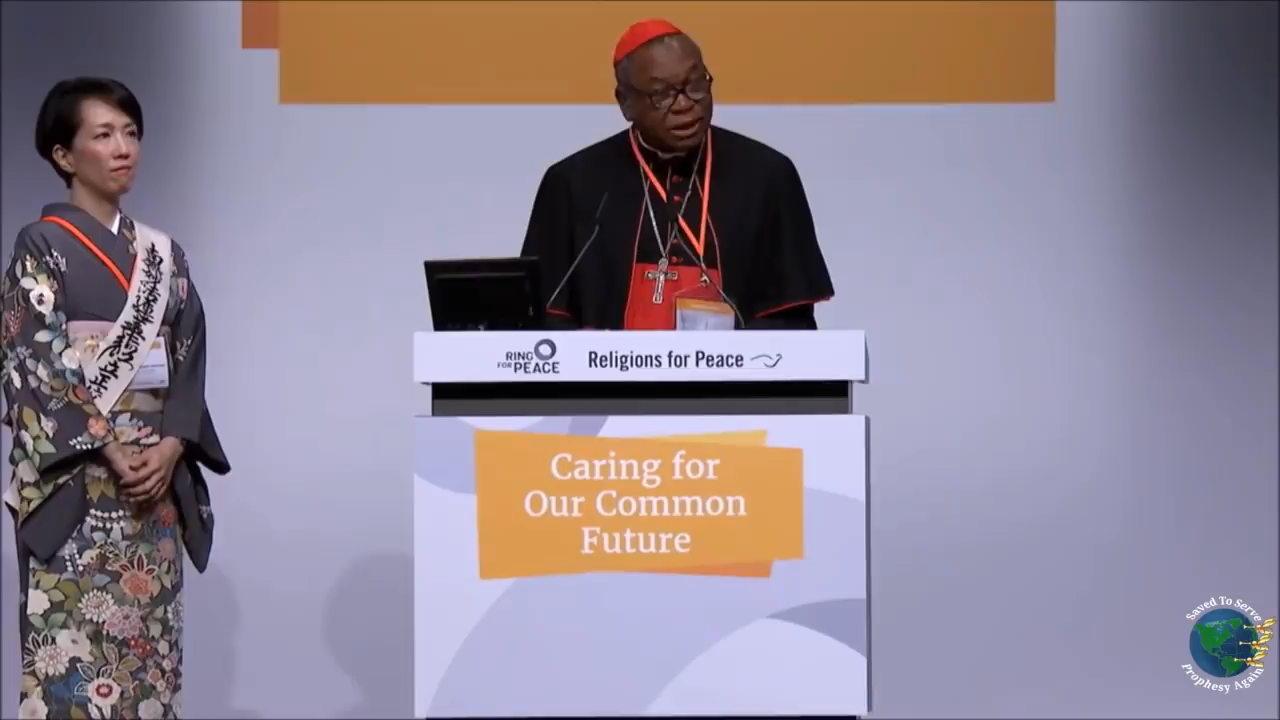 RING
FOR PEACE
Religions for Peace
Caring for
Our Common
Future
Saved To Serve
Prophesy Again